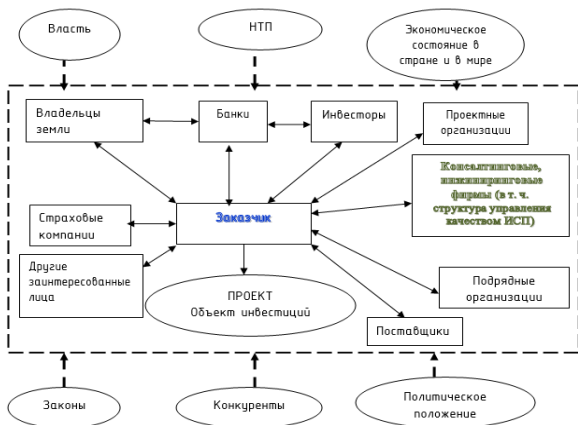 Власть
НТП
Экономическое
состояние в
стране и в мире
Владельцы
земли
Банки
Инвесторы
Проектные
организации
Консалтинговые,
инжиниринговые
фирмы (в т. ч.
структура управления
качеством ИСП)
Страховые
компании
Заказчик
Другие
заинтересованные
лица
ПРОЕКТ
Объект инвестиций
Подрядные
организации
Поставщики
Законы
Конкуренты
Политическое
положение